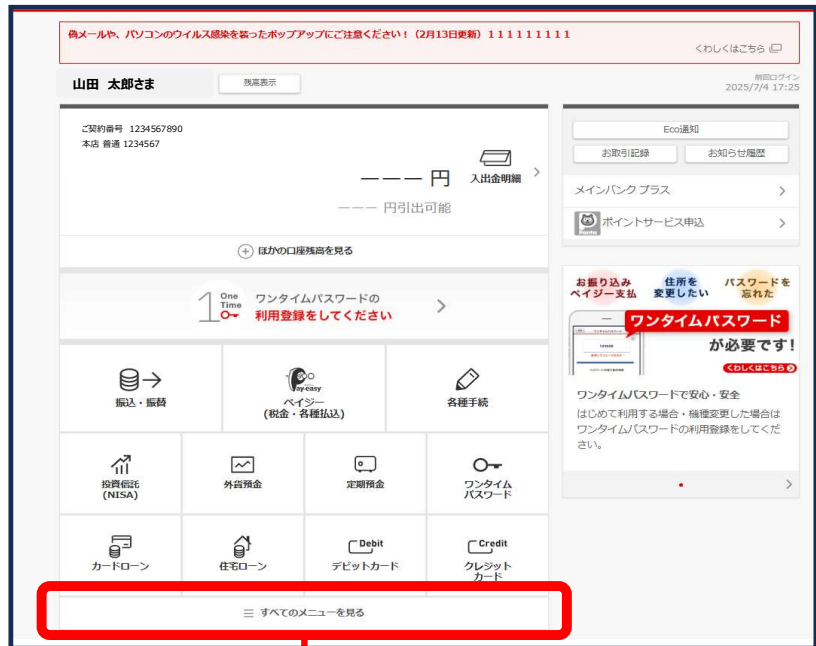 偽メールや、パソコンのウイルス感染を装ったポップアップにご注意ください！（2月13日更新）１１１１１１１１１
くわしくはこちら
山田 太郎さま
残高表示
前回ログイン
2025/7/4 17:25
ご契約番号 1234567890
本店 普通 1234567
ーーー 円
入出金明細
ーーー 円引出可能
ほかの口座残高を見る
One
Time
ワンタイムパスワードの
利用登録をしてください
振込・振替
Pay-easy
ペイジー
(税金・各種払込)
各種手続
投資信託
(NISA)
外貨預金
定期預金
ワンタイム
パスワード
カードローン
住宅ローン
Debit
デビットカード
Credit
クレジット
カード
すべてのメニューを見る
Eco通知
お取引記録
お知らせ履歴
メインバンク プラス
Ponta
ポイントサービス申込
お振り込み
ペイジー支払
住所を
変更したい
パスワードを
忘れた
ワンタイムパスワード
が必要です!
くわしくはこちら
ワンタイムパスワードで安心・安全
はじめて利用する場合・機種変更した場合は
ワンタイムパスワードの利用登録をしてくだ
さい。